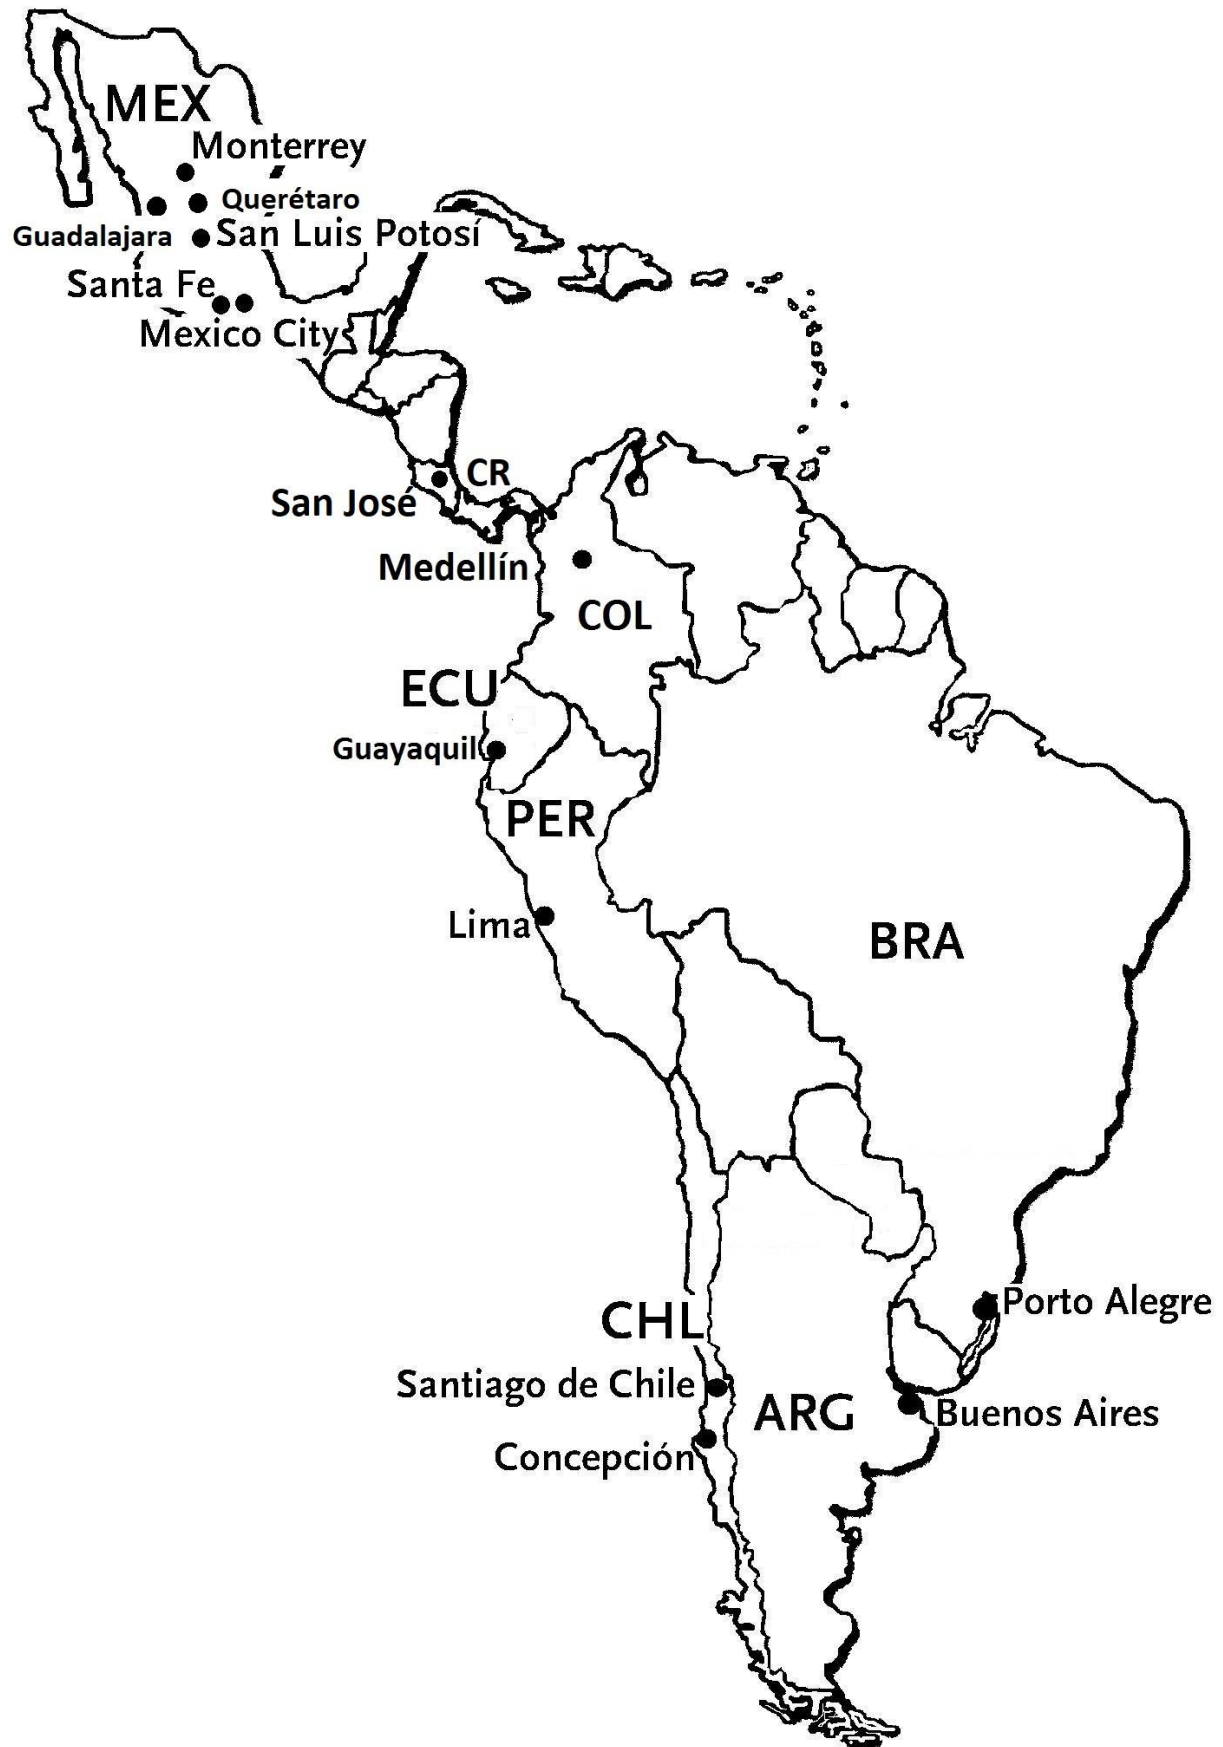 MEX
Monterrey
Querétaro
Guadalajara
San Luis Potosí
Santa Fe
Mexico City
CR
San José
Medellín
COL
ECU
Guayaquil
PER
Lima
BRA
Porto Alegre
CHL
Santiago de Chile
ARG
Buenos Aires
Concepción